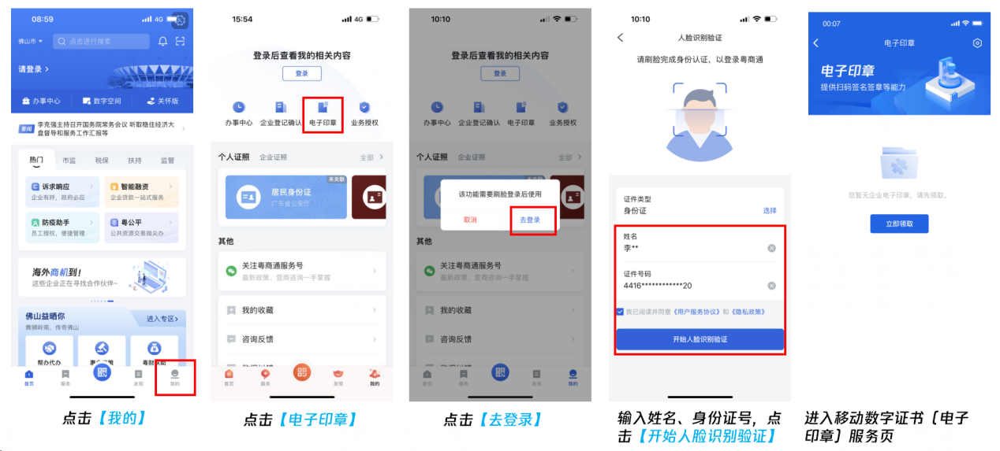 08:59
4G
佛山市
点击进行搜索
请登录
办事中心
数字空间
关怀版
要闻
李克强主持召开国务院常务会议 听取稳住经济大
盘督导和服务工作汇报等
热门
市监
税保
扶持
监管
诉求响应
企业有呼，政府必应
智能融资
企业贷款一站式服务
防疫助手
员工授权，便捷管理
粤公平
公共资源交易指尖办
海外商机到!
这些企业正在寻找合作伙伴~
佛山益晒你
舞狮岭南，传奇佛山
进入专区
帮办代办
首页
服务
发现
我的
点击【我的】
15:54
4G
登录后查看我的相关内容
登录
办事中心
企业登记确认
电子印章
业务授权
个人证照
企业证照
全部
未关联
居民身份证
广东省公安厅
其他
关注粤商通服务号
最新政策、营商咨询一手掌握
我的收藏
咨询反馈
首页
服务
发现
我的
点击【电子印章】
10:10
登录后查看我的相关内容
登录
办事中心
企业登记确认
电子印章
业务授权
个人证照
企业证照
全部
该功能需要刷脸登录后使用
取消
去登录
其他
关注粤商通服务号
最新政策、营商咨询一手掌握
我的收藏
咨询反馈
首页
服务
发现
我的
点击【去登录】
10:10
人脸识别验证
请刷脸完成身份认证，以登录粤商通
证件类型
身份证
选择
姓名
李**
证件号码
4416************20
我已阅读并同意《用户服务协议》和《隐私政策》
开始人脸识别验证
输入姓名、身份证号，点
击【开始人脸识别验证】
00:07
电子印章
电子印章
提供扫码签名签章等能力
您暂无企业电子印章，请先领取。
立即领取
进入移动数字证书〔电子
印章〕服务页